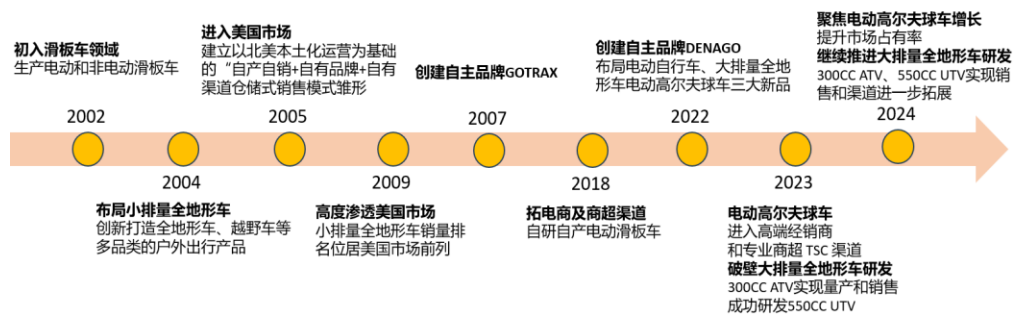 初入滑板车领域
生产电动和非电动滑板车
2002
2004
布局小排量全地形车
创新打造全地形车、越野车等
多品类的户外出行产品
进入美国市场
建立以北美本土化运营为基础
的“自产自销+自有品牌+自有
渠道仓储式销售模式雏形
2005
2009
高度渗透美国市场
小排量全地形车销量排
名位居美国市场前列
创建自主品牌GOTRAX
2007
2018
拓电商及商超渠道
自研自产电动滑板车
创建自主品牌DENAGO
布局电动自行车、大排量全地
形车电动高尔夫球车三大新品
2022
2023
电动高尔夫球车
进入高端经销商
和专业商超 TSC 渠道
破壁大排量全地形车研发
300CC ATV实现量产和销售
成功研发550CC UTV
聚焦电动高尔夫球车增长
提升市场占有率
继续推进大排量全地形车研发
300CC ATV、550CC UTV实现销
售和渠道进一步拓展
2024